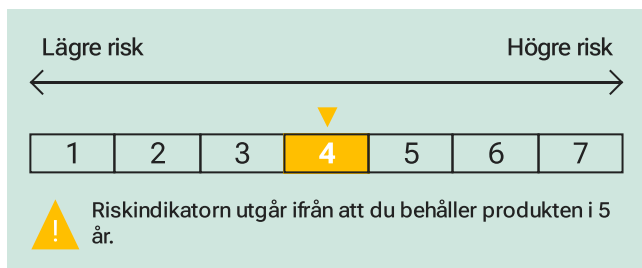 Lägre risk Högre risk
1 2 3 4 5 6 7
Riskindikatorn utgår ifrån att du behåller produkten i 5
år.